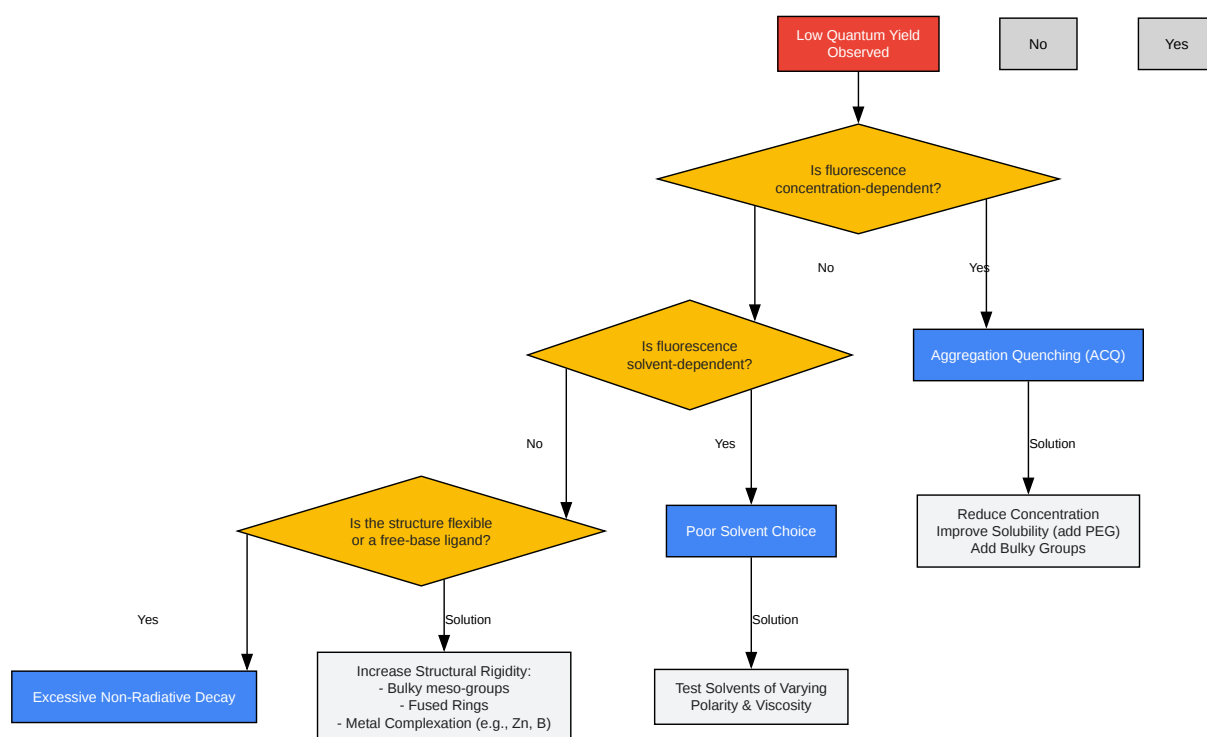 Low Quantum Yield
Observed
No
Yes
Is fluorescence
concentration-dependent?
No
Yes
Is fluorescence
solvent-dependent?
Aggregation Quenching (ACQ)
No
Yes
Solution
Is the structure flexible
or a free-base ligand?
Poor Solvent Choice
Reduce Concentration
Improve Solubility (add PEG)
Add Bulky Groups
Yes
Solution
Solution
Excessive Non-Radiative Decay
Increase Structural Rigidity:
- Bulky meso-groups
- Fused Rings
- Metal Complexation (e.g., Zn, B)
Test Solvents of Varying
Polarity & Viscosity